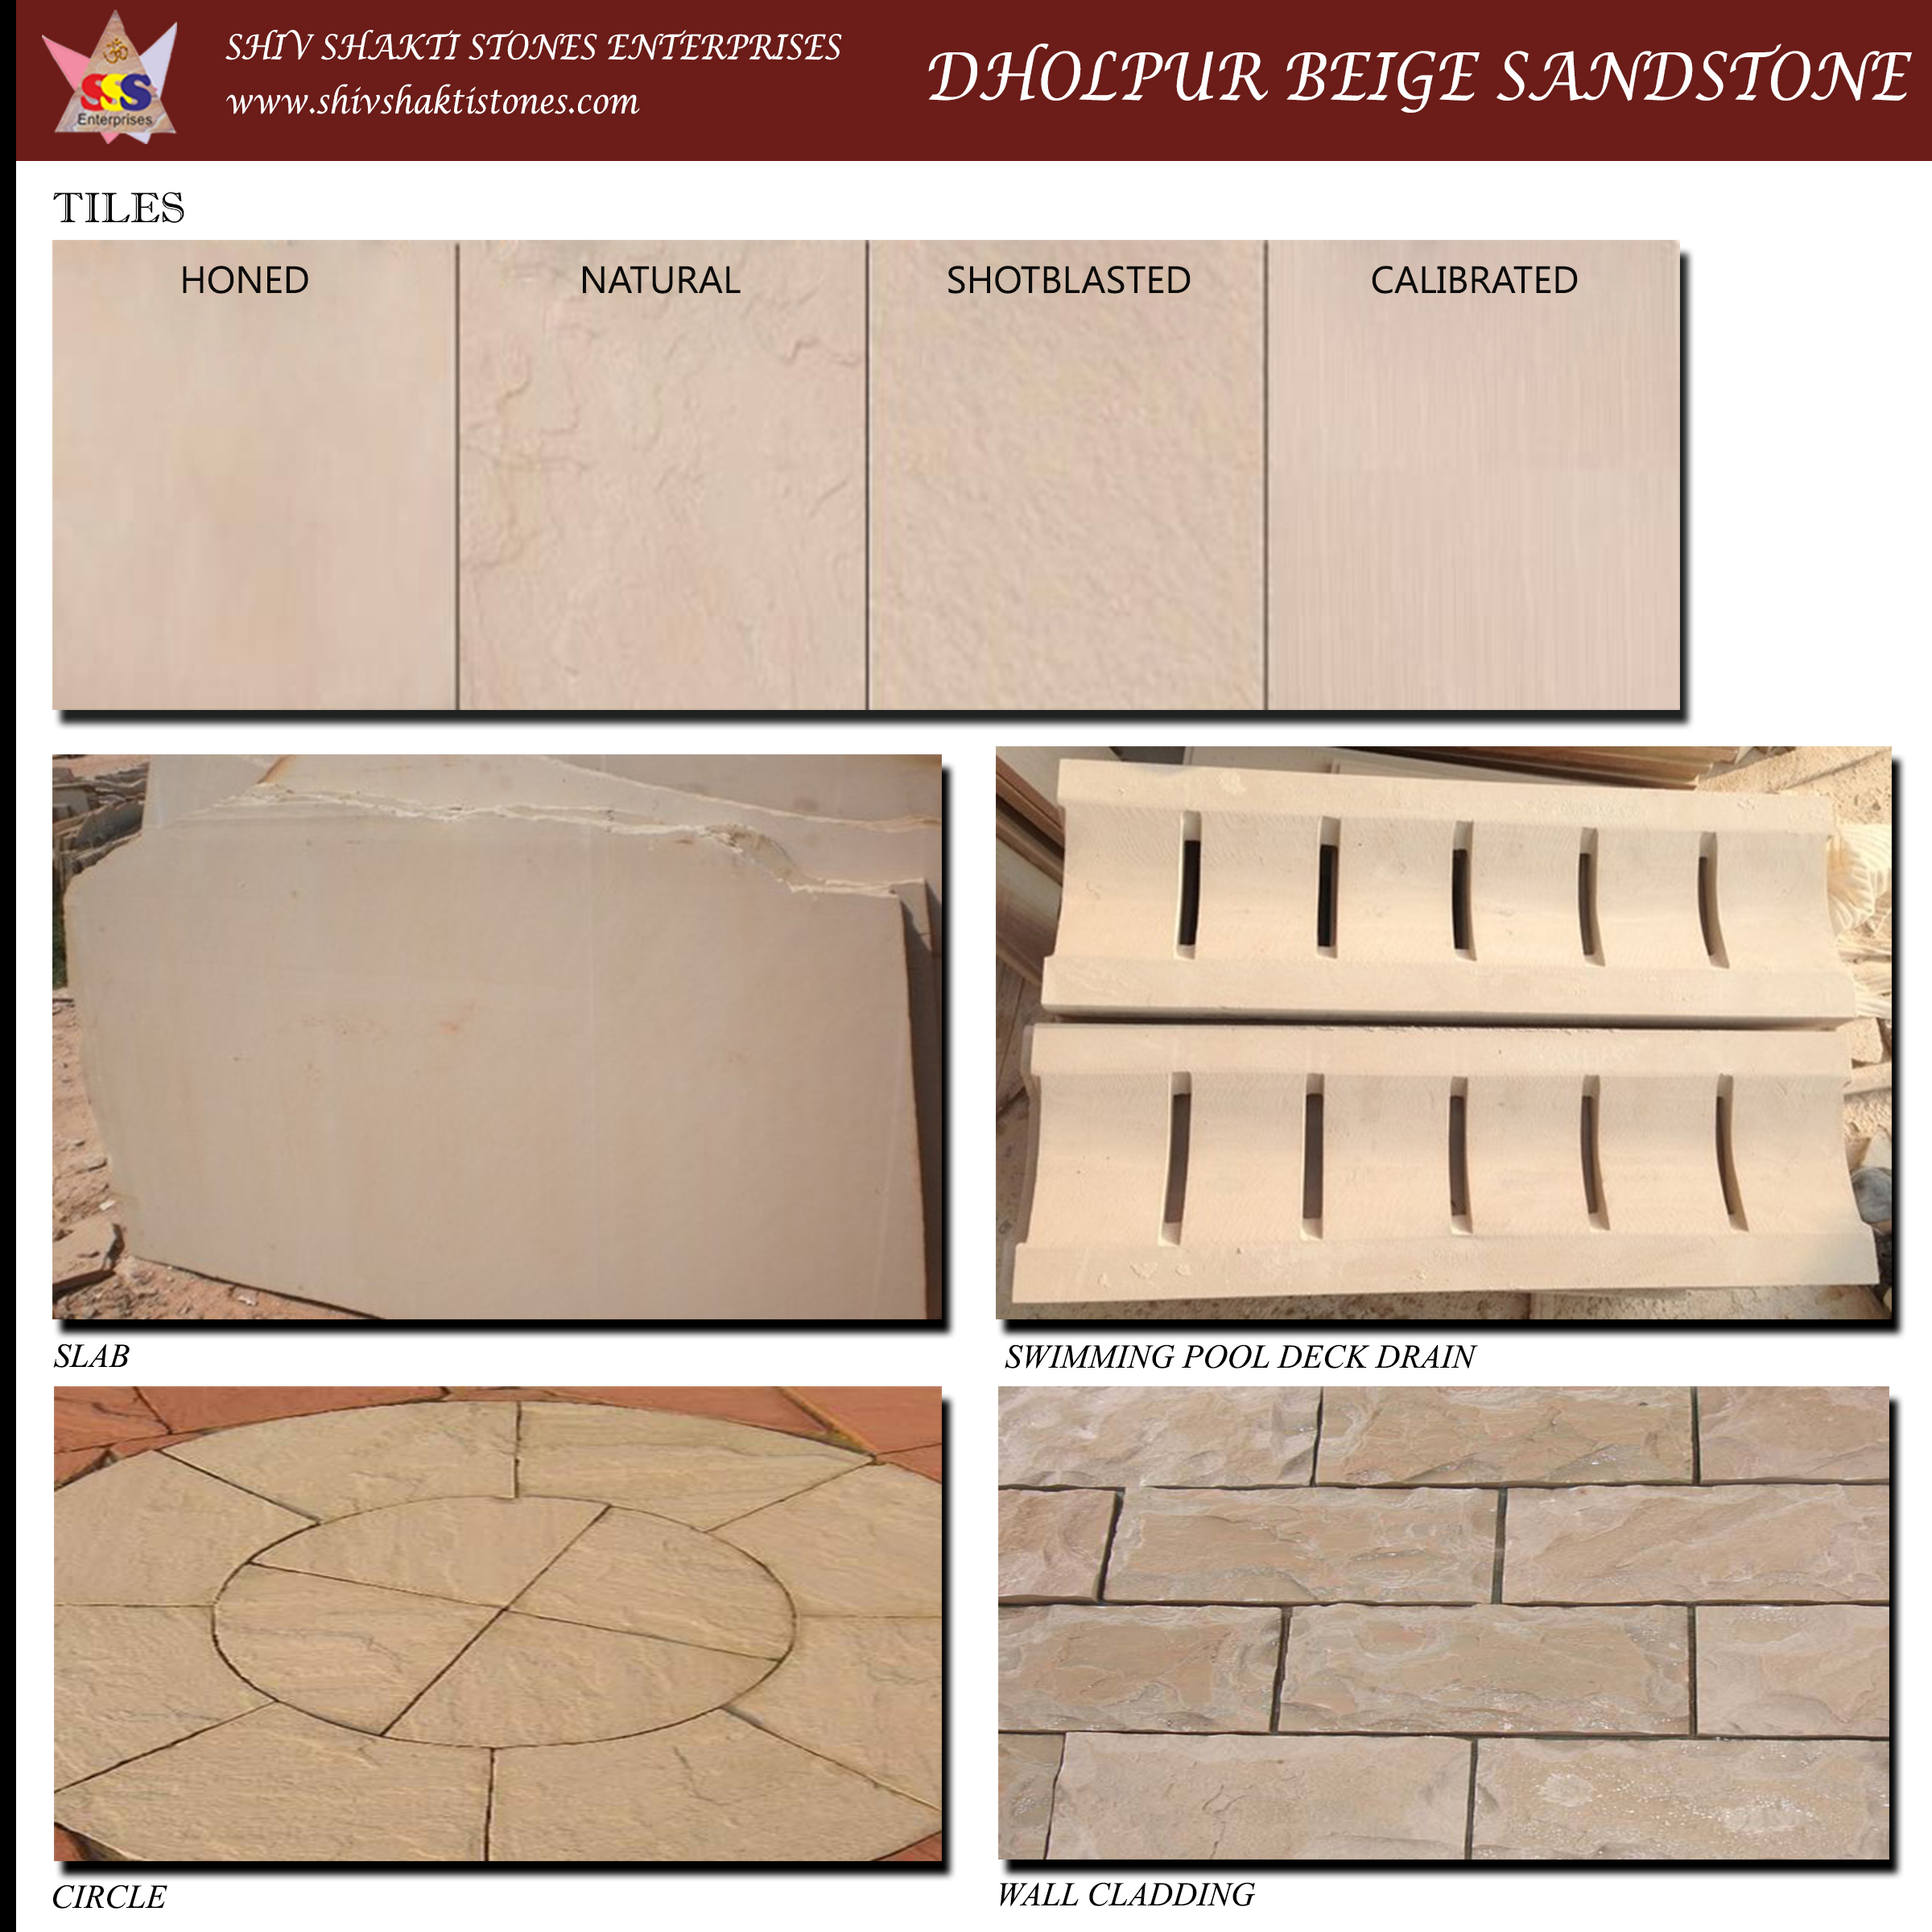 SHIV SHAKTI STONES ENTERPRISES
www.shivshaktistones.com
DHOLPUR BEIGE SANDSTONE
ॐ
SSS
Enterprises
TILES
HONED
NATURAL
SHOTBLASTED
CALIBRATED
SLAB
SWIMMING POOL DECK DRAIN
CIRCLE
WALL CLADDING